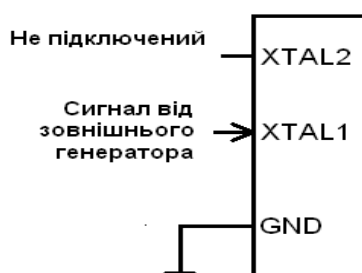 Не підключений
XTAL2
Сигнал від
зовнішнього
генератора
XTAL1
GND